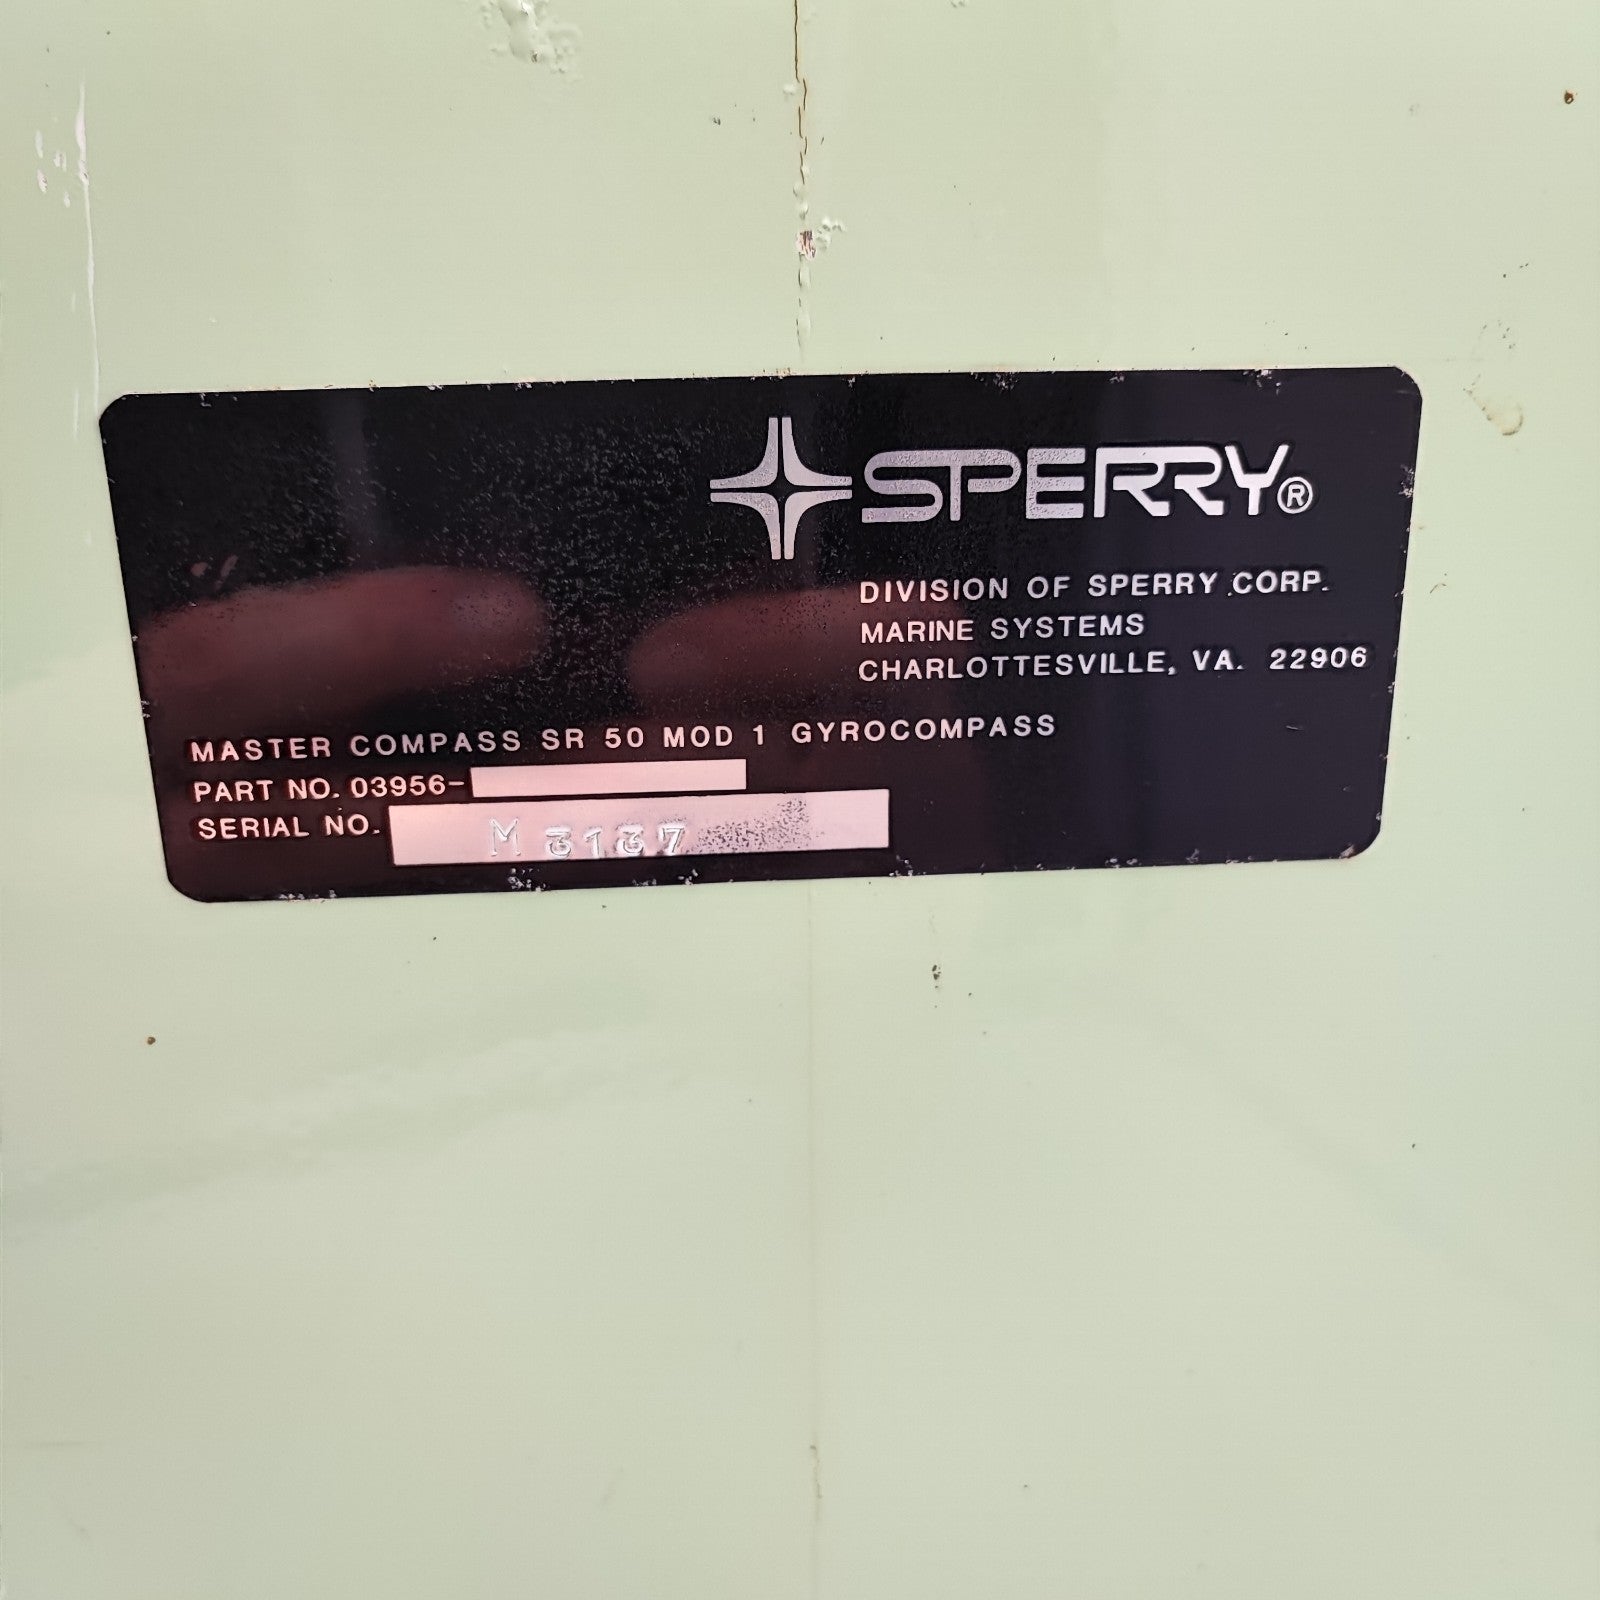 SPERRY®
DIVISION OF SPERRY CORP.
MARINE SYSTEMS
CHARLOTTESVILLE, VA. 22906
MASTER COMPASS SR 50 MOD 1 GYROCOMPASS
PART NO. 03956-
SERIAL NO. M 3137